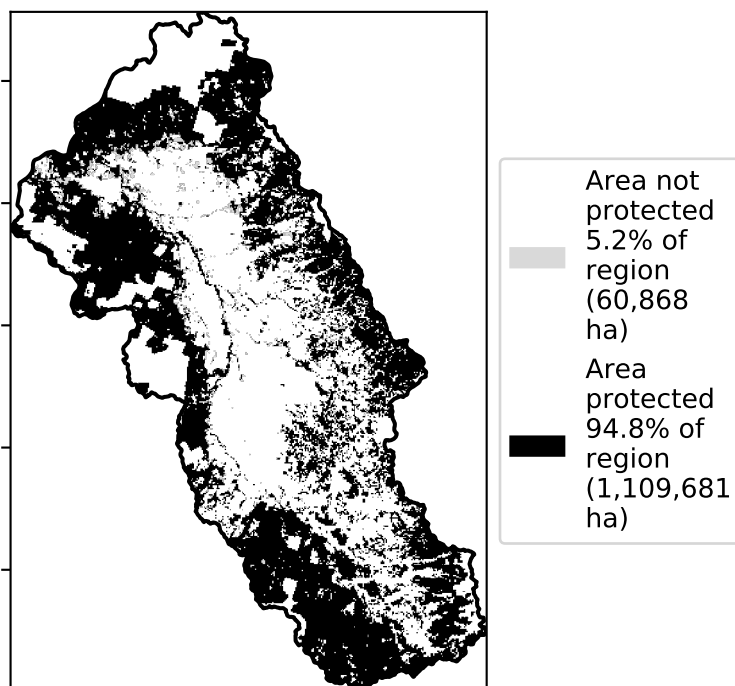 Area not
protected
5.2% of
region
(60,868
ha)
Area
protected
94.8% of
region
(1,109,681
ha)